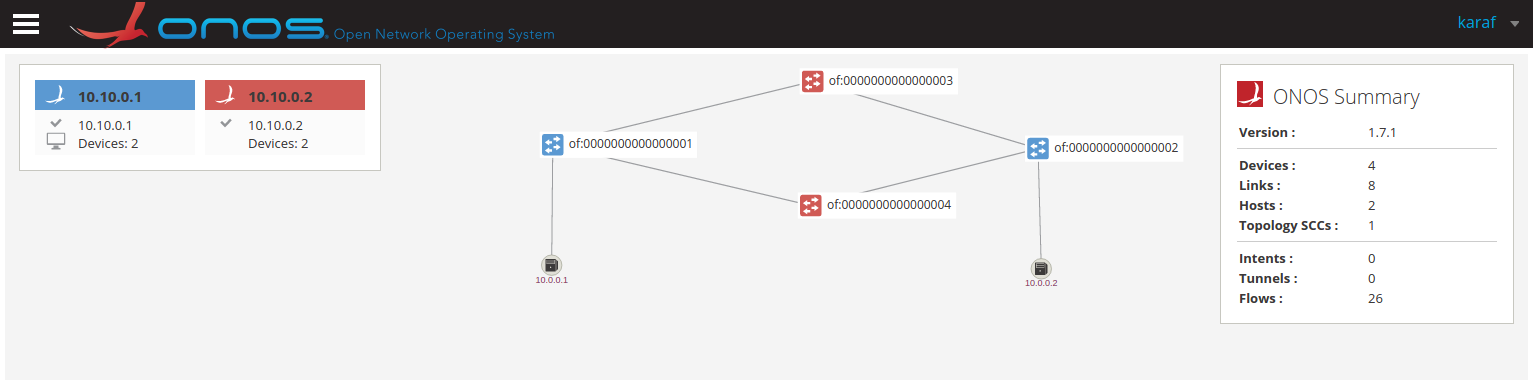 ONOS® Open Network Operating System
karaf
10.10.0.1
10.10.0.1
Devices: 2
10.10.0.2
10.10.0.2
Devices: 2
of:0000000000000003
of:0000000000000001
of:0000000000000002
of:0000000000000004
10.0.0.1
10.0.0.2
ONOS Summary
Version : 1.7.1
Devices : 4
Links : 8
Hosts : 2
Topology SCCs : 1
Intents : 0
Tunnels : 0
Flows : 26